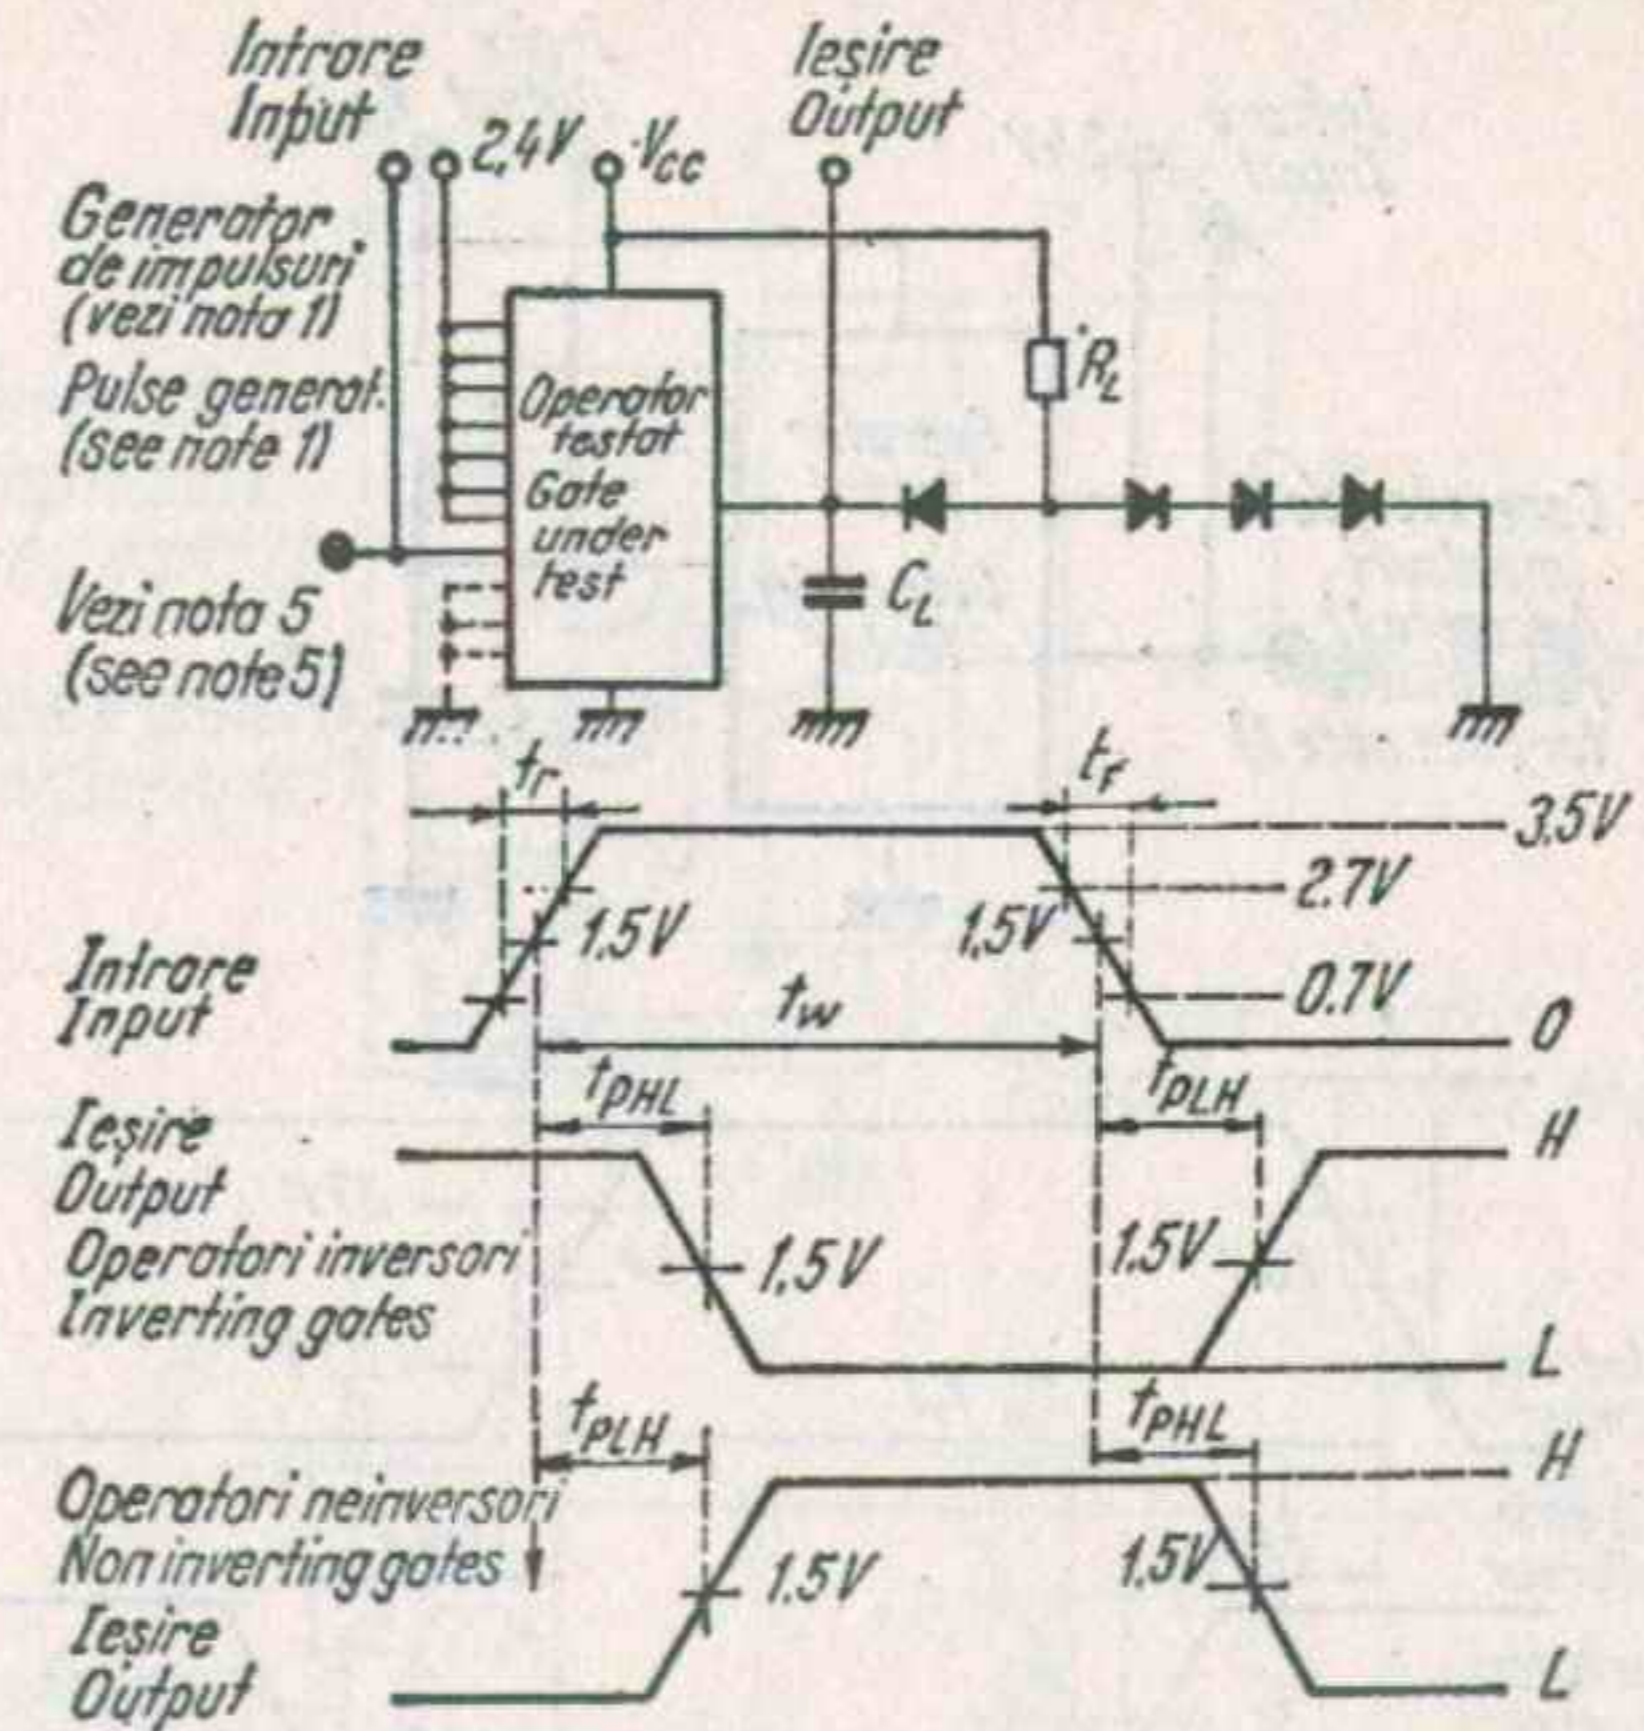 Intrare
Input
2,4V
Vcc
Ieșire
Output
Generator
de impulsuri
(vezi nota 1)
Pulse generat.
(see note 1)
Operator
testat
Gate
under
test
RL
CL
Vezi nota 5
(see note 5)
tr
tf
3.5V
2.7V
1.5V
1.5V
0.7V
Intrare
Input
tw
0
tPHL
tPLH
Ieșire
Output
H
Operatori inversori
Inverting gates
1.5V
1.5V
L
tPLH
tPHL
H
Operatori neinversori
Non inverting gates
1.5V
1.5V
Ieșire
Output
L